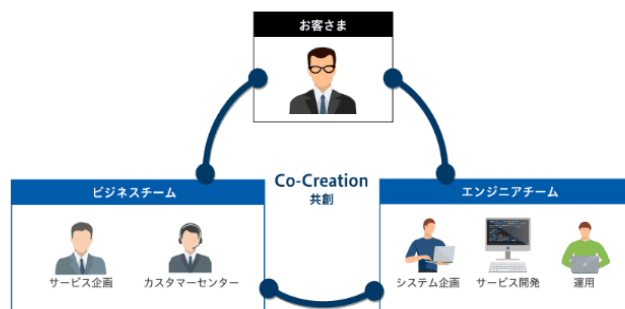 お客さま
Co-Creation
共創
ビジネスチーム
サービス企画
カスタマーセンター
エンジニアチーム
システム企画
サービス開発
運用